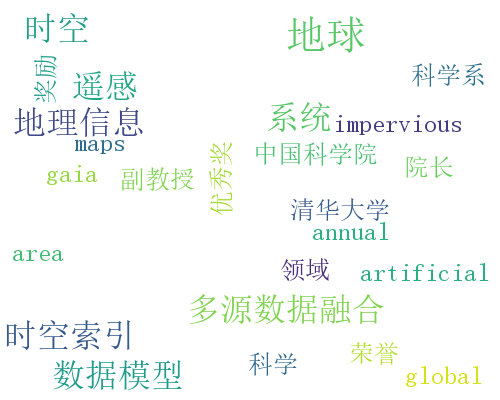 时空
地球
奖励
遥感
科学系
地理信息
系统
impervious
maps
中国科学院
院长
gaia
副教授
优秀奖
清华大学
annual
area
领域
artificial
多源数据融合
时空索引
数据模型
科学
荣誉
global